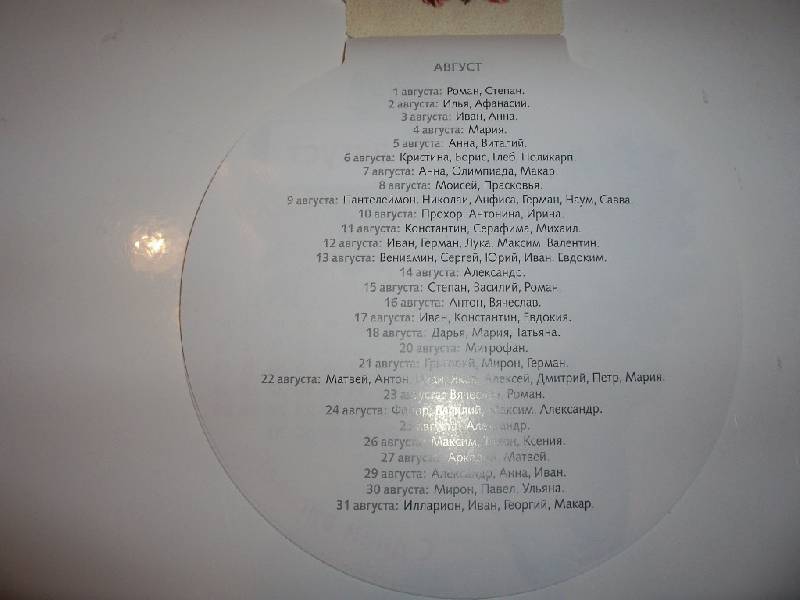 АВГУСТ
1 августа: Роман, Степан.
2 августа: Илья, Афанасий.
3 августа: Иван, Анна.
4 августа: Мария.
5 августа: Анна, Виталий.
6 августа: Кристина, Борис, Глеб, Поликарп.
7 августа: Анна, Олимпиада, Макар.
8 августа: Моисей, Прасковья.
9 августа: Пантелеймон, Николай, Анфиса, Герман, Наум, Савва.
10 августа: Прохор, Антонина, Ирина.
11 августа: Константин, Серафима, Михаил.
12 августа: Иван, Герман, Лука, Максим, Валентин.
13 августа: Вениамин, Сергей, Юрий, Иван, Евдоким.
14 августа: Александр.
15 августа: Степан, Василий, Роман.
16 августа: Антон, Вячеслав.
17 августа: Иван, Константин, Евдокия.
18 августа: Дарья, Мария, Татьяна.
20 августа: Митрофан.
21 августа: Григорий, Мирон, Герман.
22 августа: Матвей, Антон, Алексей, Дмитрий, Петр, Мария.
23 августа: Вячеслав, Роман.
24 августа: Федор, Василий, Максим, Александр.
августа: Александр.
26 августа: Максим, Ксения.
27 августа: Аркадий, Матвей.
29 августа: Александр, Анна, Иван.
30 августа: Мирон, Павел, Ульяна.
31 августа: Илларион, Иван, Георгий, Макар.